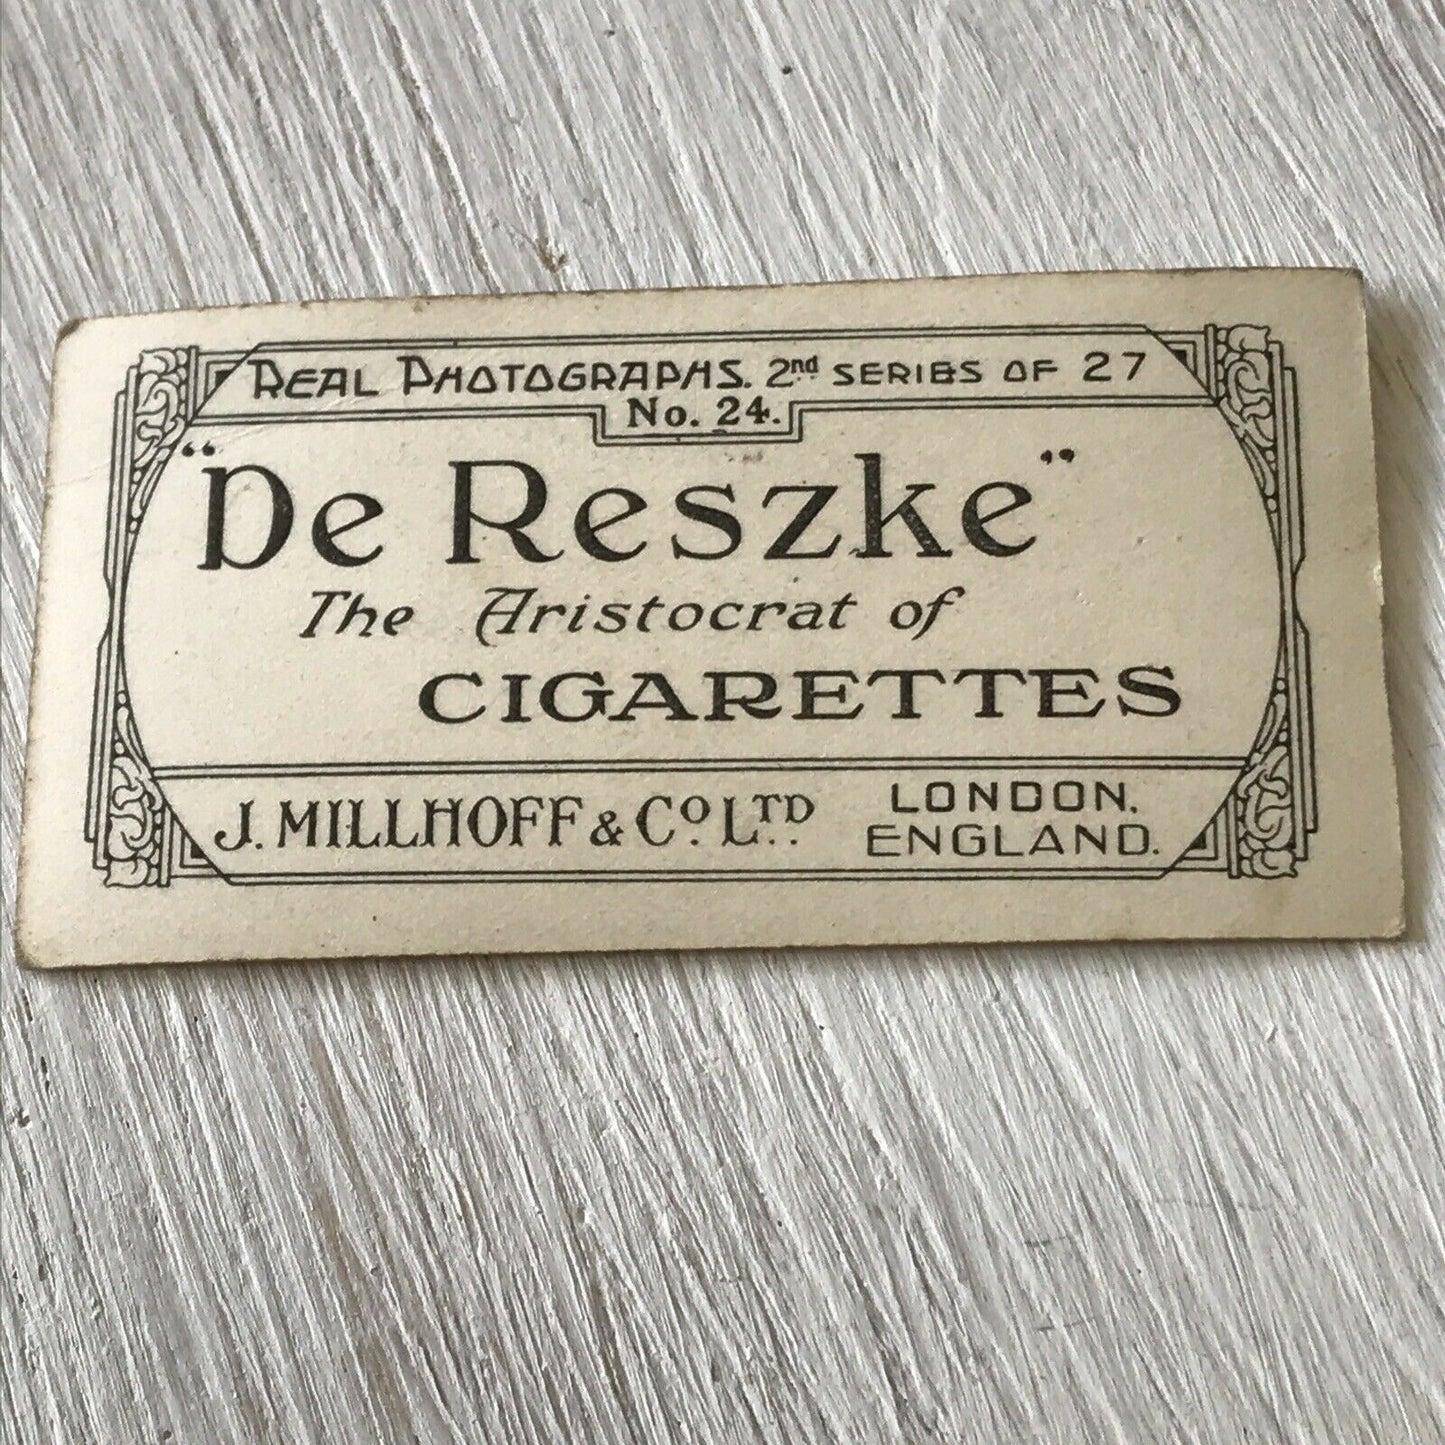 REAL PHOTOGRAPHS. 2nd SERIES OF 27
No. 24.
"De Reszke"
The Aristocrat of
CIGARETTES
J. MILLHOFF & Co. LTD.
LONDON.
ENGLAND.